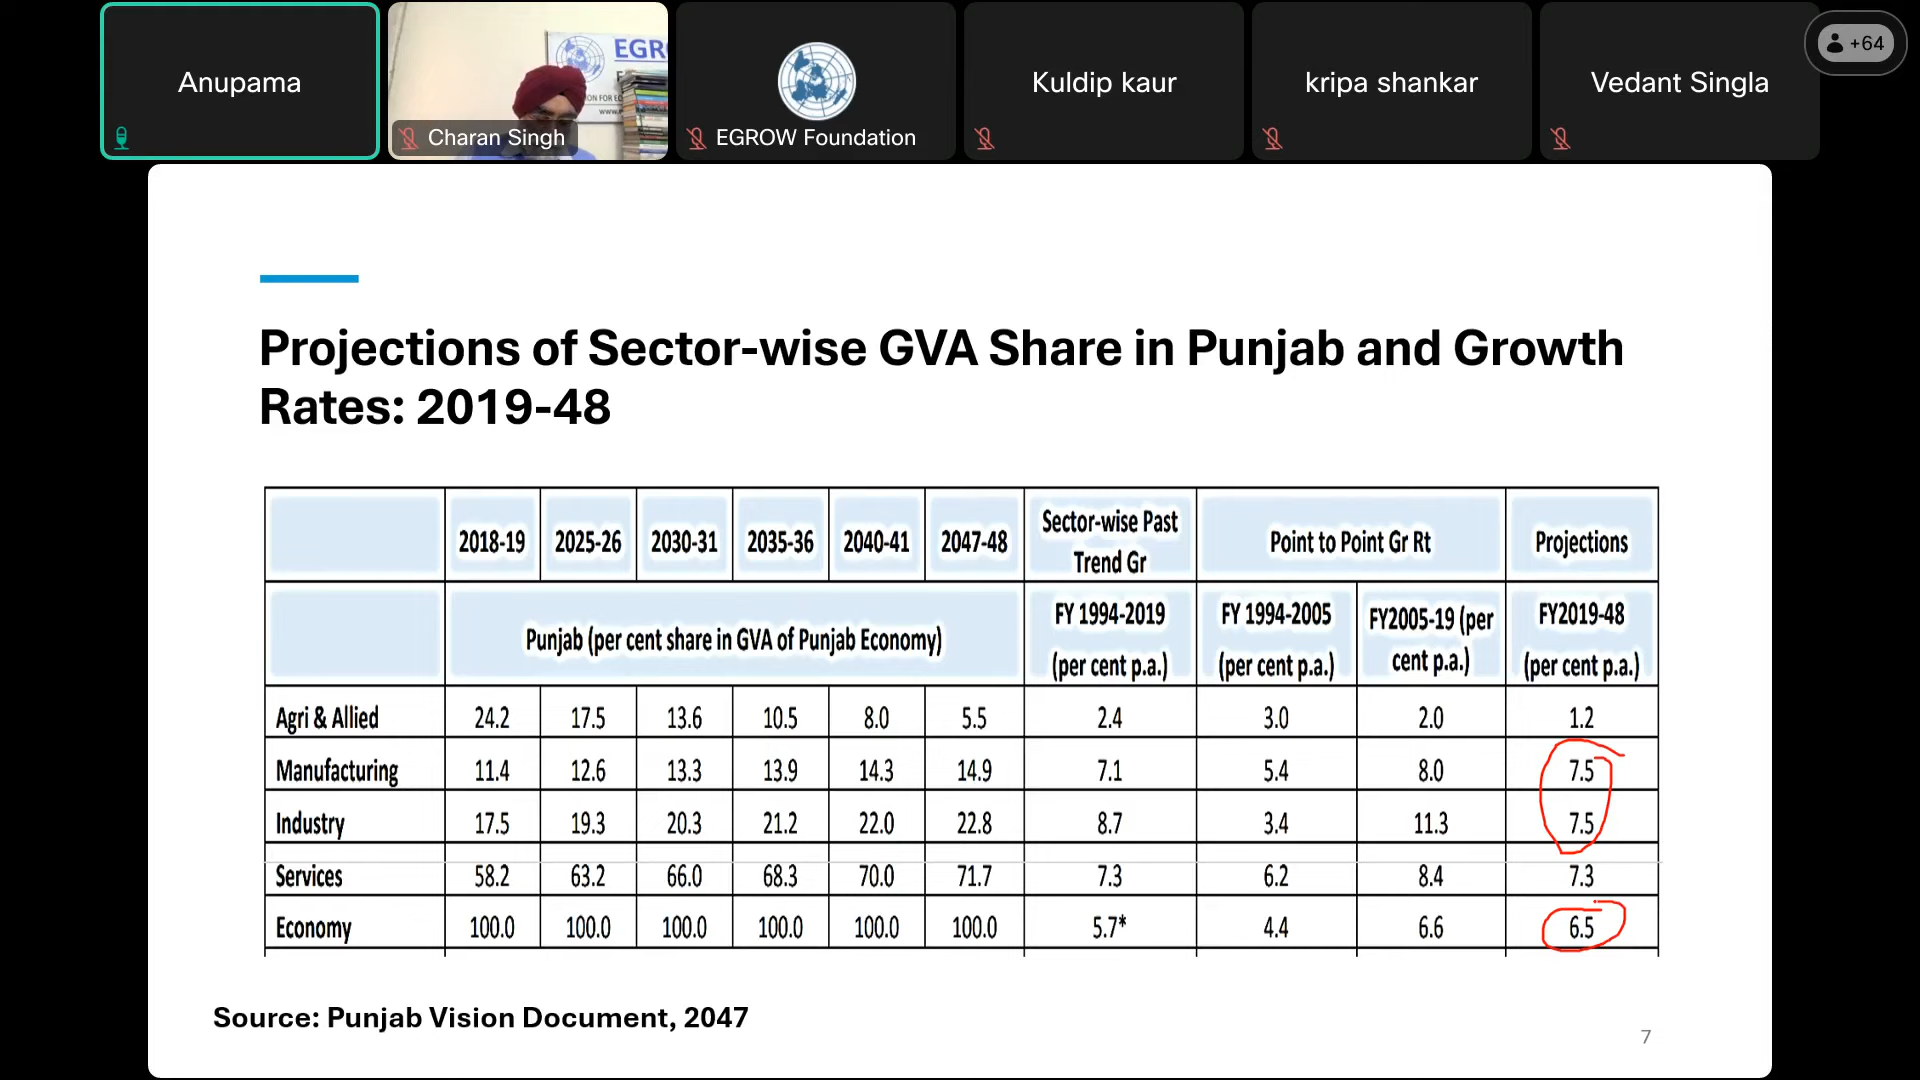 Anupama
Charan Singh
EGR
EGROW Foundation
Kuldip kaur
kripa shankar
Vedant Singla
+64
Projections of Sector-wise GVA Share in Punjab and Growth
Rates: 2019-48
2018-19 2025-26 2030-31 2035-36 2040-41 2047-48 Sector-wise Past Trend Gr Point to Point Gr Rt Projections
Punjab (per cent share in GVA of Punjab Economy) FY 1994-2019 (per cent p.a.) FY 1994-2005 (per cent p.a.) FY2005-19 (per cent p.a.) FY2019-48 (per cent p.a.)
Agri & Allied 24.2 17.5 13.6 10.5 8.0 5.5 2.4 3.0 2.0 1.2
Manufacturing 11.4 12.6 13.3 13.9 14.3 14.9 7.1 5.4 8.0 7.5
Industry 17.5 19.3 20.3 21.2 22.0 22.8 8.7 3.4 11.3 7.5
Services 58.2 63.2 66.0 68.3 70.0 71.7 7.3 6.2 8.4 7.3
Economy 100.0 100.0 100.0 100.0 100.0 100.0 5.7* 4.4 6.6 6.5
Source: Punjab Vision Document, 2047
7